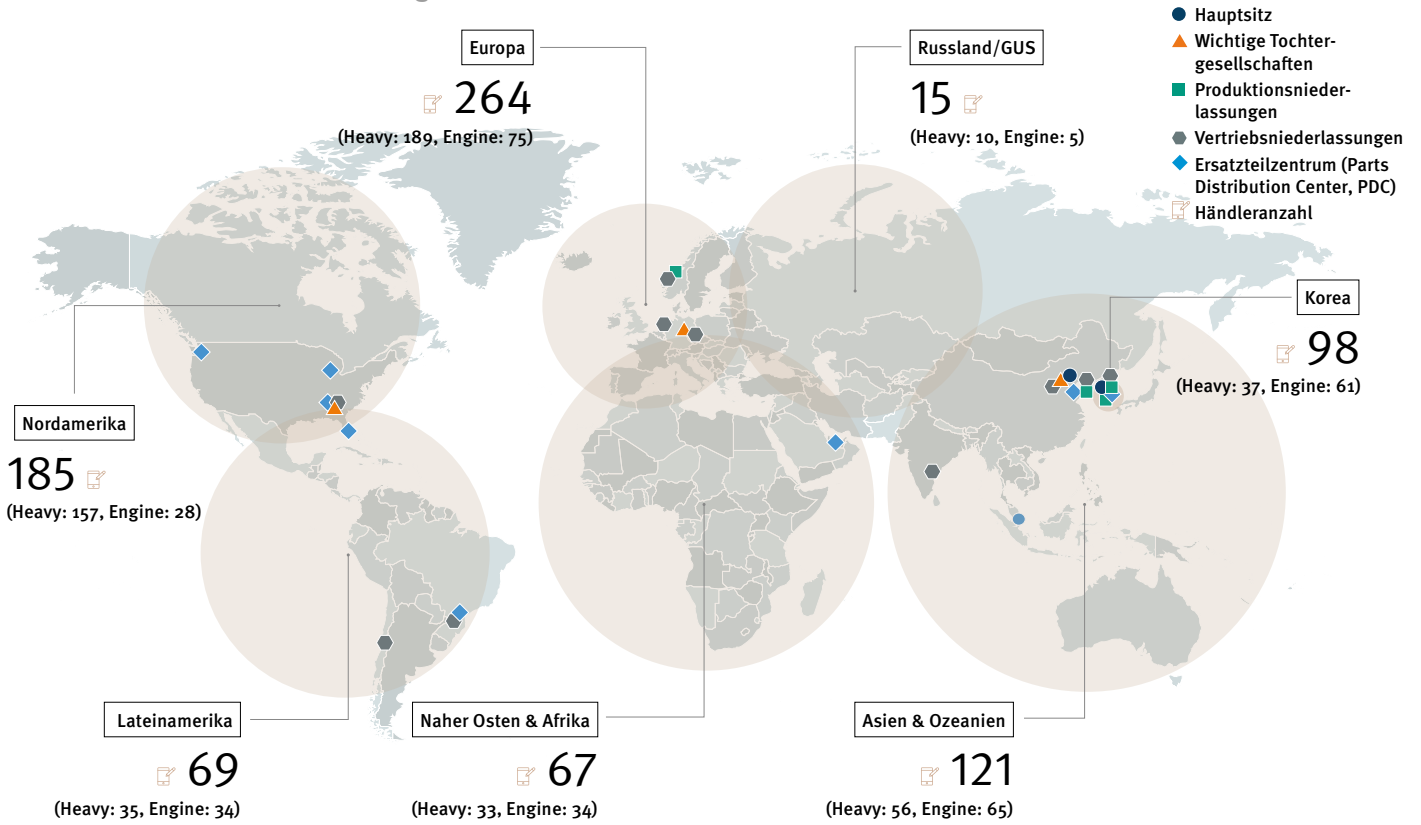 Europa
264
(Heavy: 189, Engine: 75)
Russland/GUS
15
(Heavy: 10, Engine: 5)
Hauptsitz
Wichtige Tochter-
gesellschaften
Produktionsnieder-
lassungen
Vertriebsniederlassungen
Ersatzteilzentrum (Parts
Distribution Center, PDC)
Händleranzahl
Korea
98
(Heavy: 37, Engine: 61)
Nordamerika
185
(Heavy: 157, Engine: 28)
Lateinamerika
69
(Heavy: 35, Engine: 34)
Naher Osten & Afrika
67
(Heavy: 33, Engine: 34)
Asien & Ozeanien
121
(Heavy: 56, Engine: 65)